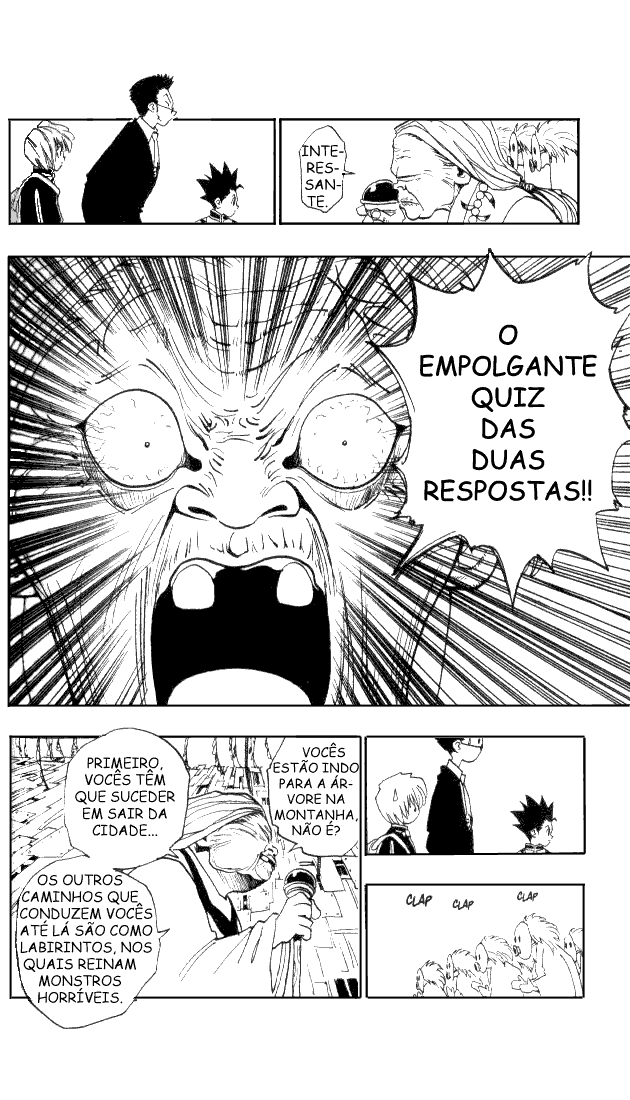 INTE-
RES-
SAN-
TE.
O
EMPOLGANTE
QUIZ
DAS
DUAS
RESPOSTAS!!
VOCÊS
ESTÃO INDO
PARA A ÁR-
VORE NA
MONTANHA,
NÃO É?
PRIMEIRO,
VOCÊS TÊM
QUE SUCEDER
EM SAIR DA
CIDADE...
OS OUTROS
CAMINHOS QUE
CONDUZEM VOCÊS
ATÉ LÁ SÃO COMO
LABIRINTOS, NOS
QUAIS REINAM
MONSTROS
HORRÍVEIS.
CLAP
CLAP
CLAP